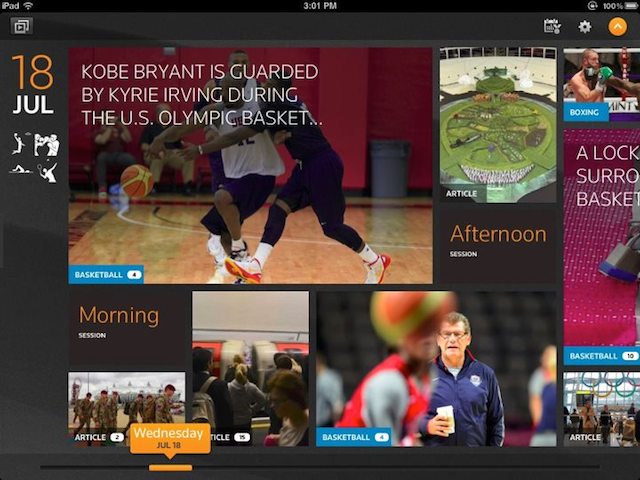 iPad
3:01 PM
100%
18
JUL
KOBE BRYANT IS GUARDED
BY KYRIE IRVING DURING
THE U.S. OLYMPIC BASKET...
BASKETBALL 4
ARTICLE
Afternoon
SESSION
BOXING
A LOCK
SURRO
BASKET
BASKETBALL 10
Morning
SESSION
ARTICLE 2
ARTICLE 15
BASKETBALL 4
ARTICLE
Wednesday
JUL 18